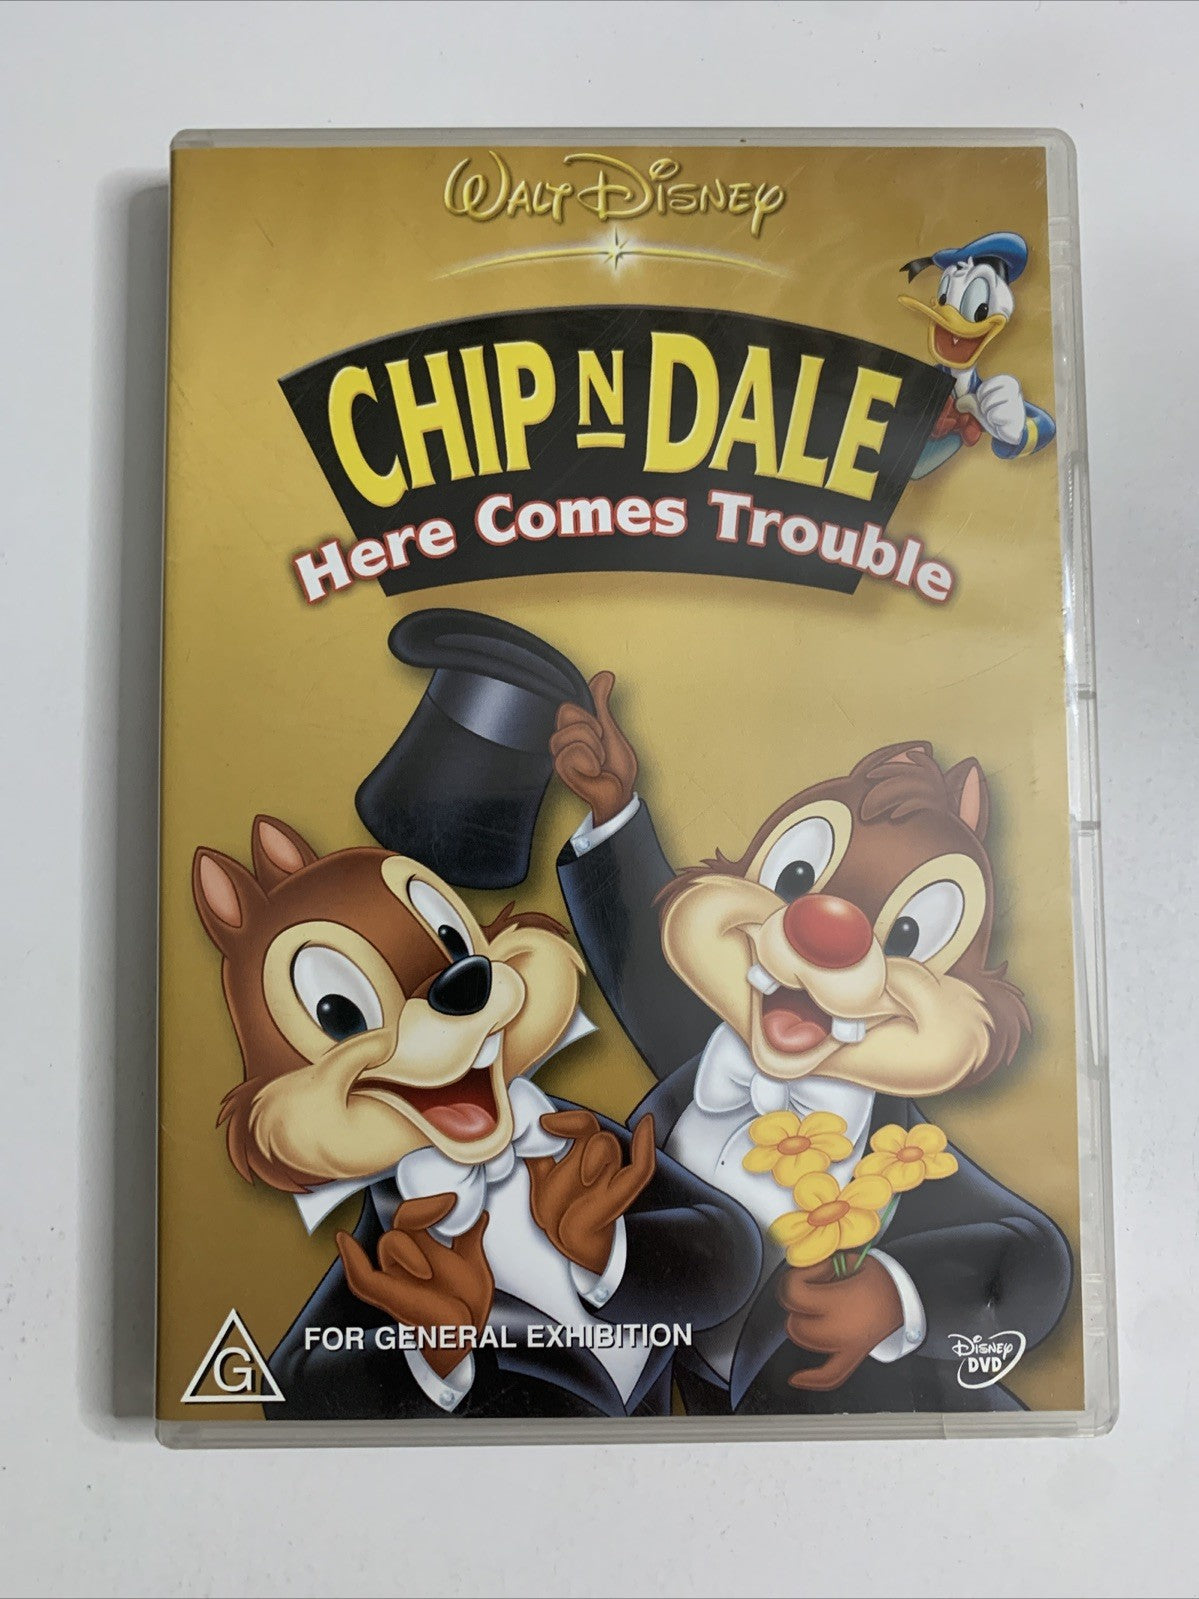 WALT DISNEY
CHIP N DALE
Here Comes Trouble
G
FOR GENERAL EXHIBITION
DISNEY
DVD